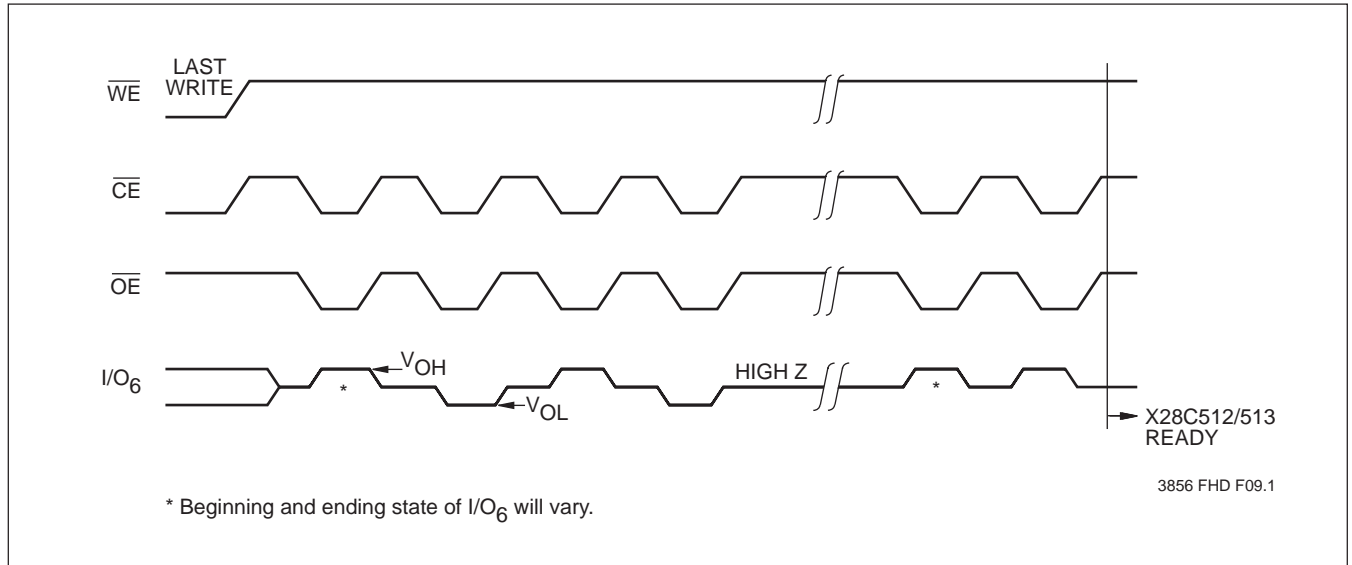 LAST
WRITE
WE
CE
OE
I/O6
VOH
*
VOL
HIGH Z
*
X28C512/513
READY
3856 FHD F09.1
* Beginning and ending state of I/O6 will vary.